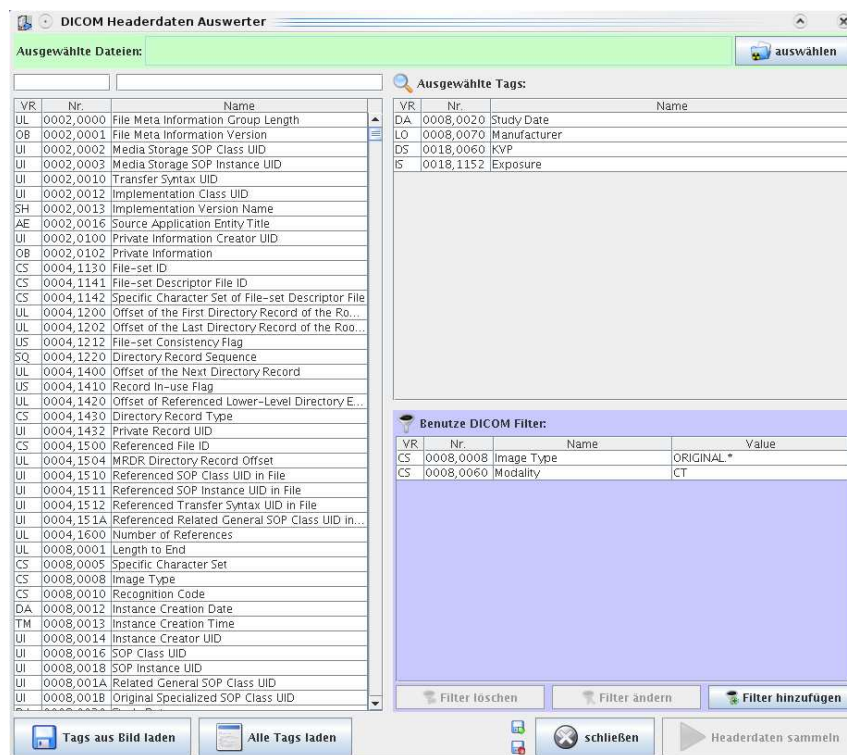 DICOM Headerdaten Auswerter
Ausgewählte Dateien:
auswählen
VR Nr. Name
UL 0002,0000 File Meta Information Group Length
OB 0002,0001 File Meta Information Version
UI 0002,0002 Media Storage SOP Class UID
UI 0002,0003 Media Storage SOP Instance UID
UI 0002,0010 Transfer Syntax UID
UI 0002,0012 Implementation Class UID
SH 0002,0013 Implementation Version Name
AE 0002,0016 Source Application Entity Title
UI 0002,0100 Private Information Creator UID
OB 0002,0102 Private Information
CS 0004,1130 File-set ID
CS 0004,1141 File-set Descriptor File ID
CS 0004,1142 Specific Character Set of File-set Descriptor File
UL 0004,1200 Offset of the First Directory Record of the Ro...
UL 0004,1202 Offset of the Last Directory Record of the Roo...
US 0004,1212 File-set Consistency Flag
SQ 0004,1220 Directory Record Sequence
UL 0004,1400 Offset of the Next Directory Record
US 0004,1410 Record In-use Flag
UL 0004,1420 Offset of Referenced Lower-Level Directory E...
CS 0004,1430 Directory Record Type
UI 0004,1432 Private Record UID
CS 0004,1500 Referenced File ID
UL 0004,1504 MRDR Directory Record Offset
UI 0004,1510 Referenced SOP Class UID in File
UI 0004,1511 Referenced SOP Instance UID in File
UI 0004,1512 Referenced Transfer Syntax UID in File
UI 0004,151A Referenced Related General SOP Class UID in...
UL 0004,1600 Number of References
UL 0008,0001 Length to End
CS 0008,0005 Specific Character Set
CS 0008,0008 Image Type
CS 0008,0010 Recognition Code
DA 0008,0012 Instance Creation Date
TM 0008,0013 Instance Creation Time
UI 0008,0014 Instance Creator UID
UI 0008,0016 SOP Class UID
UI 0008,0018 SOP Instance UID
UI 0008,001A Related General SOP Class UID
UI 0008,001B Original Specialized SOP Class UID
Ausgewählte Tags:
VR Nr. Name
DA 0008,0020 Study Date
LO 0008,0070 Manufacturer
DS 0018,0060 KVP
IS 0018,1152 Exposure
Benutze DICOM Filter:
VR Nr. Name Value
CS 0008,0008 Image Type ORIGINAL.*
CS 0008,0060 Modality CT
Filter löschen
Filter ändern
Filter hinzufügen
Tags aus Bild laden
Alle Tags laden
schließen
Headerdaten sammeln